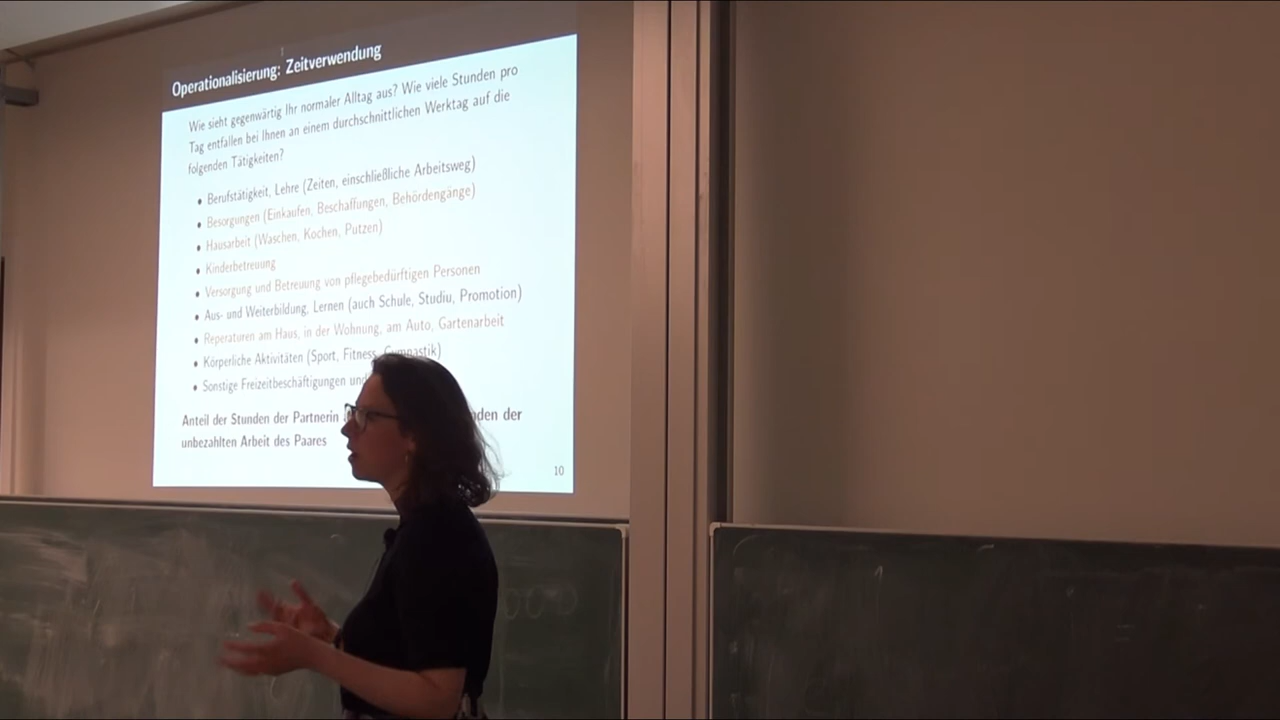 Operationalisierung: Zeitverwendung
Wie sieht gegenwärtig Ihr normaler Alltag aus? Wie viele Stunden pro
Tag entfallen bei Ihnen an einem durchschnittlichen Werktag auf die
folgenden Tätigkeiten?
• Berufstätigkeit, Lehre (Zeiten, einschließliche Arbeitsweg)
• Besorgungen (Einkaufen, Beschaffungen, Behördengänge)
• Hausarbeit (Waschen, Kochen, Putzen)
• Kinderbetreuung
• Versorgung und Betreuung von pflegebedürftigen Personen
• Aus- und Weiterbildung, Lernen (auch Schule, Studiu, Promotion)
• Reperaturen am Haus, in der Wohnung, am Auto, Gartenarbeit
• Körperliche Aktivitäten (Sport, Fitness, Gymnastik)
• Sonstige Freizeitbeschäftigungen und
Anteil der Stunden der Partnerin der
unbezahlten Arbeit des Paares
10